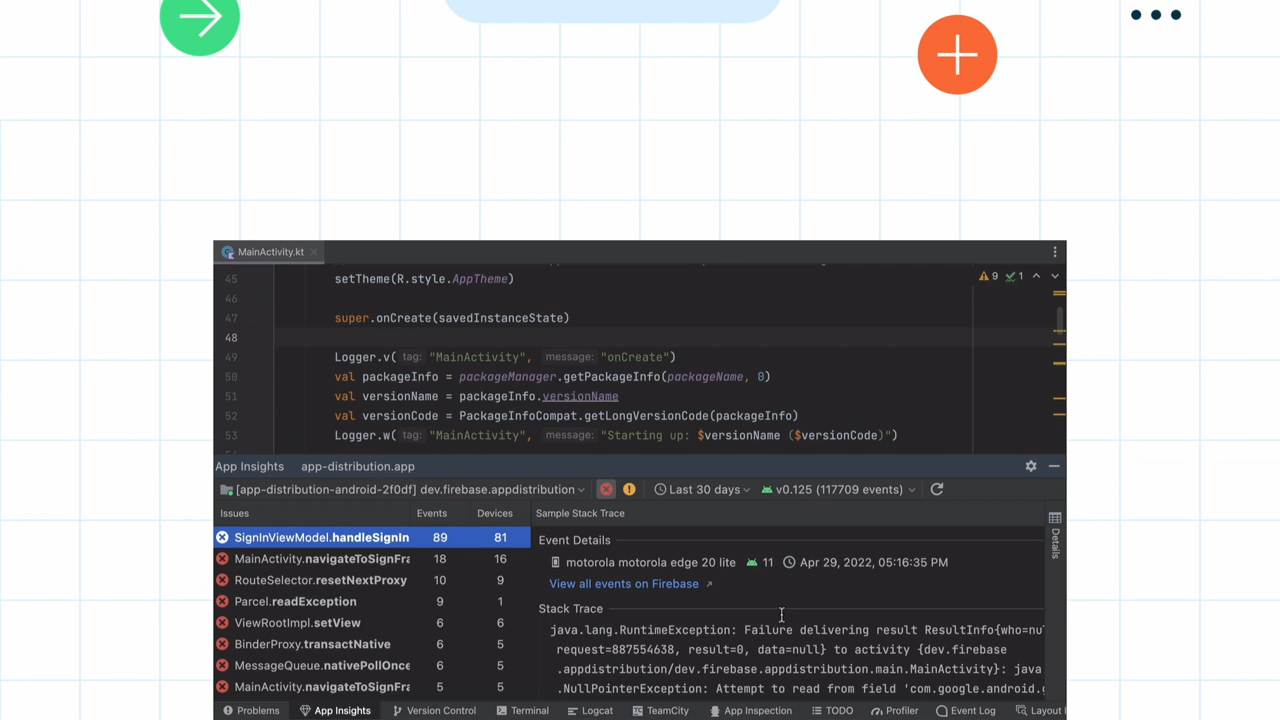 MainActivity.kt
45 setTheme(R.style.AppTheme)
9 1
46
47 super.onCreate(savedInstanceState)
48
49 Logger.v( tag: "MainActivity", message: "onCreate")
50 val packageInfo = packageManager.getPackageInfo(packageName, 0)
51 val versionName = packageInfo.versionName
52 val versionCode = PackageInfoCompat.getLongVersionCode(packageInfo)
53 Logger.w( tag: "MainActivity", message: "Starting up: $versionName ($versionCode)")
App Insights app-distribution.app
[app-distribution-android-2f0df] dev.firebase.appdistribution Last 30 days v0.125 (117709 events)
Issues Events Devices Sample Stack Trace
SignInViewModel.handleSignIn 89 81
MainActivity.navigateToSignFra 18 16
RouteSelector.resetNextProxy 10 9
Parcel.readException 9 1
ViewRootImpl.setView 6 6
BinderProxy.transactNative 6 5
MessageQueue.nativePollOnce 6 5
MainActivity.navigateToSignFra 5 5
Event Details
motorola motorola edge 20 lite 11 Apr 29, 2022, 05:16:35 PM
View all events on Firebase
Stack Trace
java.lang.RuntimeException: Failure delivering result ResultInfo{who=nu
request=887554638, result=0, data=null} to activity {dev.firebase
.appdistribution/dev.firebase.appdistribution.main.MainActivity}: java
.NullPointerException: Attempt to read from field 'com.google.android.g
Details
Problems App Insights Version Control Terminal Logcat TeamCity App Inspection TODO Profiler Event Log Layout I